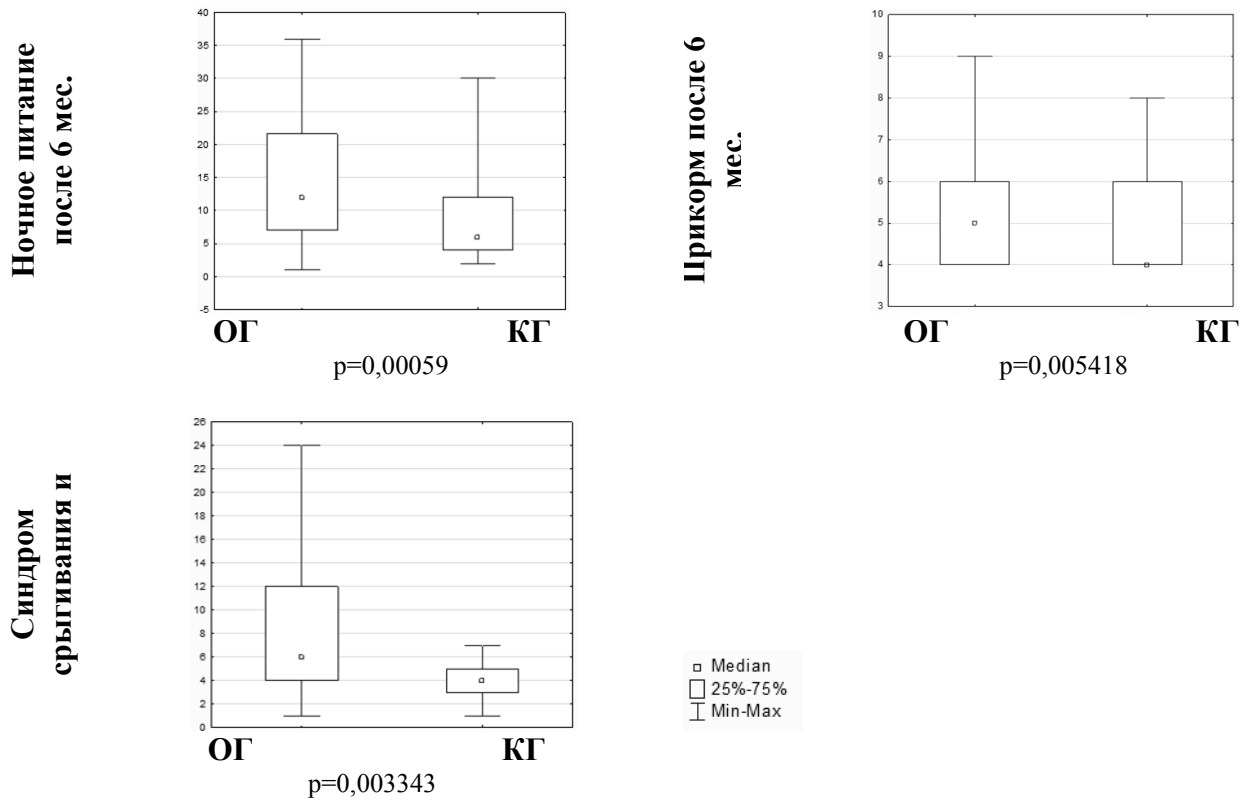 Ночное питание
после 6 мес.
40
35
30
25
20
15
10
5
0
-5
ОГ КГ
p=0,00059
Прикорм после 6
мес.
10
9
8
7
6
5
4
3
ОГ КГ
p=0,005418
Синдром
срыгивания и
26
24
22
20
18
16
14
12
10
8
6
4
2
0
ОГ КГ
p=0,003343
Median
25%-75%
Min-Max